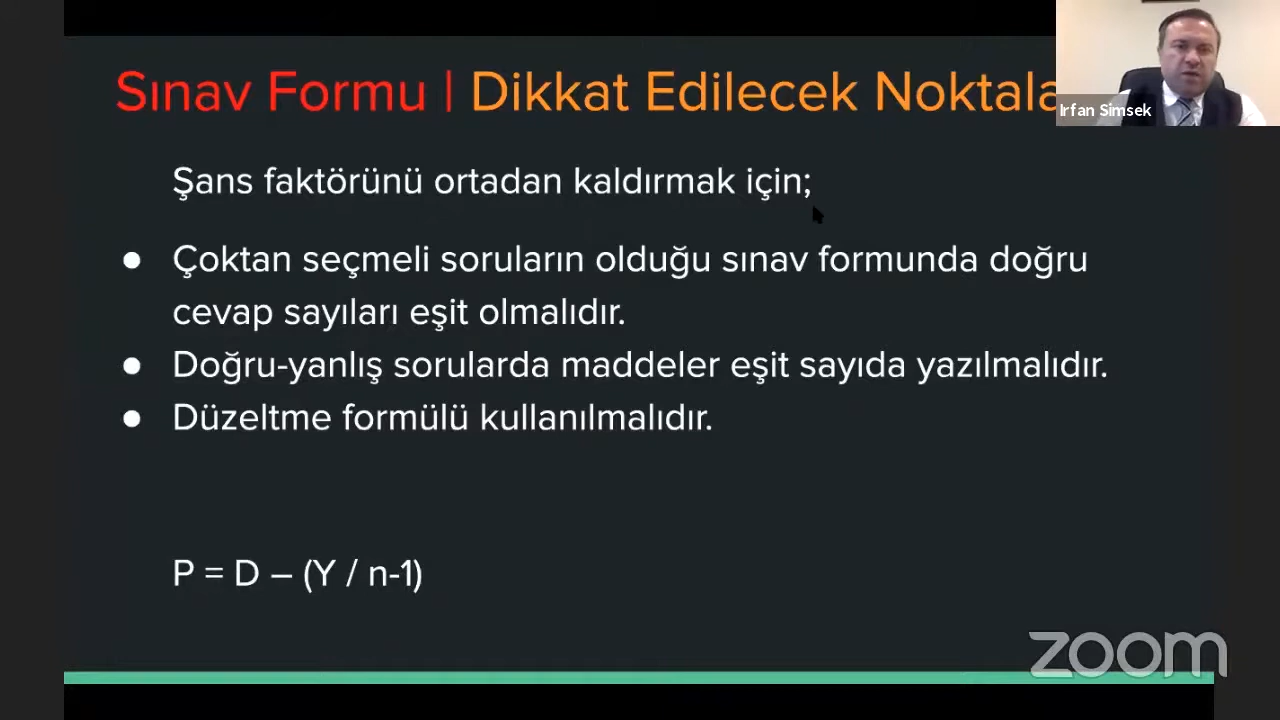 Sınav Formu | Dikkat Edilecek Noktala
Irfan Simsek
Şans faktörünü ortadan kaldırmak için;
● Çoktan seçmeli soruların olduğu sınav formunda doğru
cevap sayıları eşit olmalıdır.
● Doğru-yanlış sorularda maddeler eşit sayıda yazılmalıdır.
● Düzeltme formülü kullanılmalıdır.
P = D – (Y / n-1)
zoom